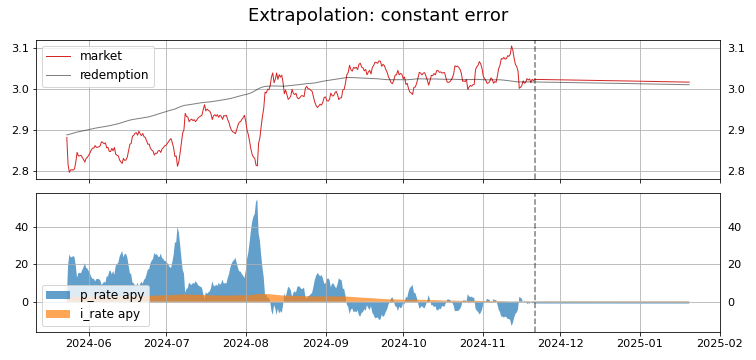 Extrapolation: constant error
3.1 3.1
market
redemption
3.0 3.0
2.9 2.9
2.8 2.8
40 40
20 20
p_rate apy
0 0
i_rate apy
2024-06 2024-07 2024-08 2024-09 2024-10 2024-11 2024-12 2025-01 2025-02